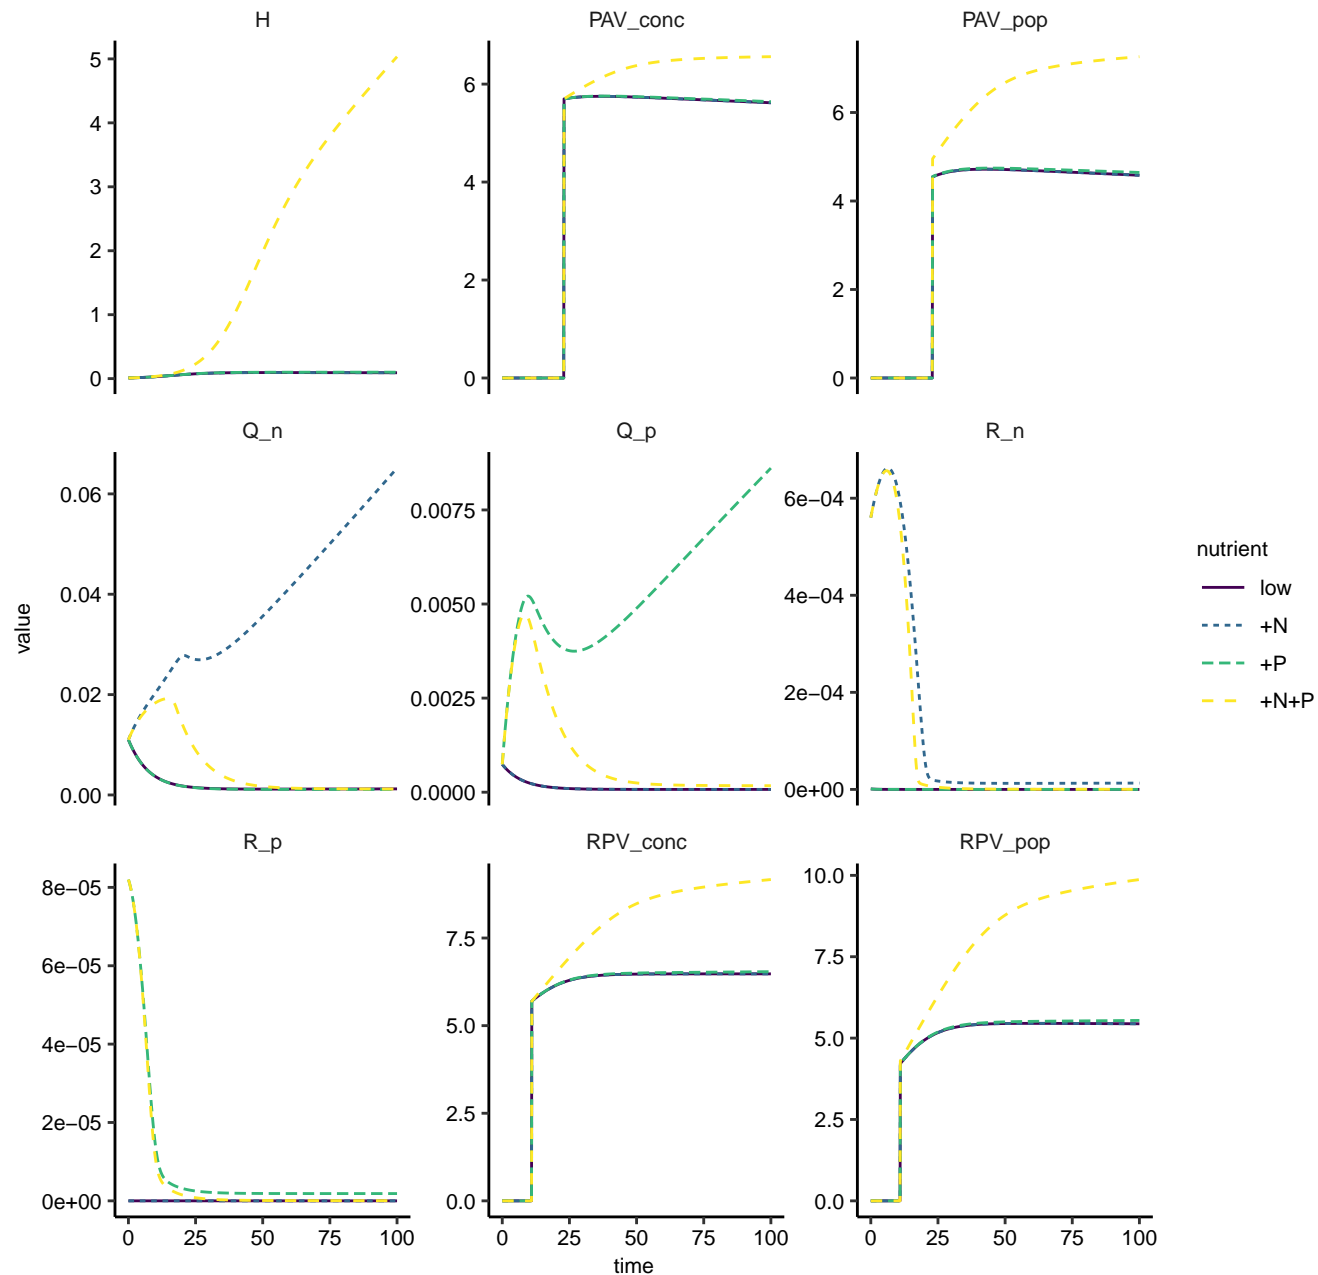 H
PAV_conc
PAV_pop
5
4
3
2
1
0
6
4
2
0
6
4
2
0
Q_n
Q_p
R_n
0.06
0.04
0.02
0.00
0.0075
0.0050
0.0025
0.0000
6e−04
4e−04
2e−04
0e+00
value
nutrient
low
+N
+P
+N+P
R_p
RPV_conc
RPV_pop
8e−05
6e−05
4e−05
2e−05
0e+00
7.5
5.0
2.5
0.0
10.0
7.5
5.0
2.5
0.0
0 25 50 75 100
0 25 50 75 100
0 25 50 75 100
time